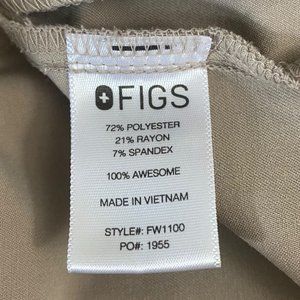 FIGS
72% POLYESTER
21% RAYON
7% SPANDEX
100% AWESOME
MADE IN VIETNAM
STYLE#: FW1100
PO#: 1955